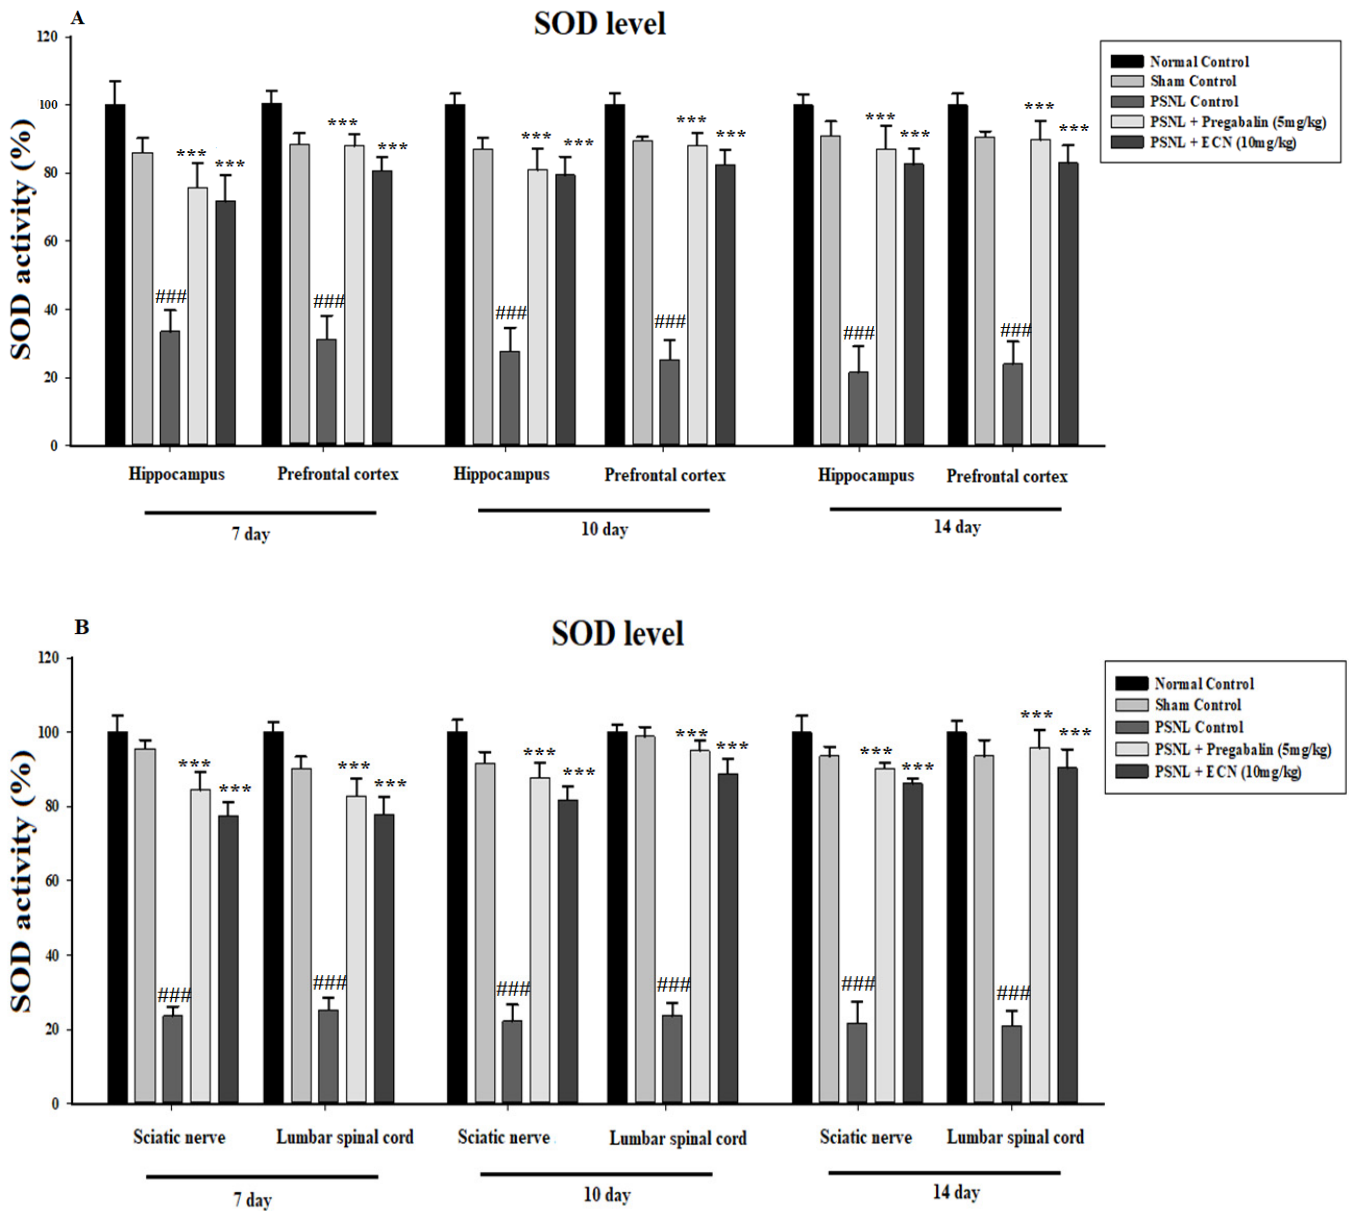 A
SOD level
SOD activity (%)
120
100
80
60
40
20
0
Normal Control
Sham Control
PSNL Control
PSNL + Pregabalin (5mg/kg)
PSNL + ECN (10mg/kg)
### *** *** ### *** *** ### *** *** ### *** *** ### *** *** ### *** ***
Hippocampus Prefrontal cortex Hippocampus Prefrontal cortex Hippocampus Prefrontal cortex
7 day 10 day 14 day
B
SOD level
SOD activity (%)
120
100
80
60
40
20
0
Normal Control
Sham Control
PSNL Control
PSNL + Pregabalin (5mg/kg)
PSNL + ECN (10mg/kg)
### *** *** ### *** *** ### *** *** ### *** *** ### *** *** ### *** ***
Sciatic nerve Lumbar spinal cord Sciatic nerve Lumbar spinal cord Sciatic nerve Lumbar spinal cord
7 day 10 day 14 day